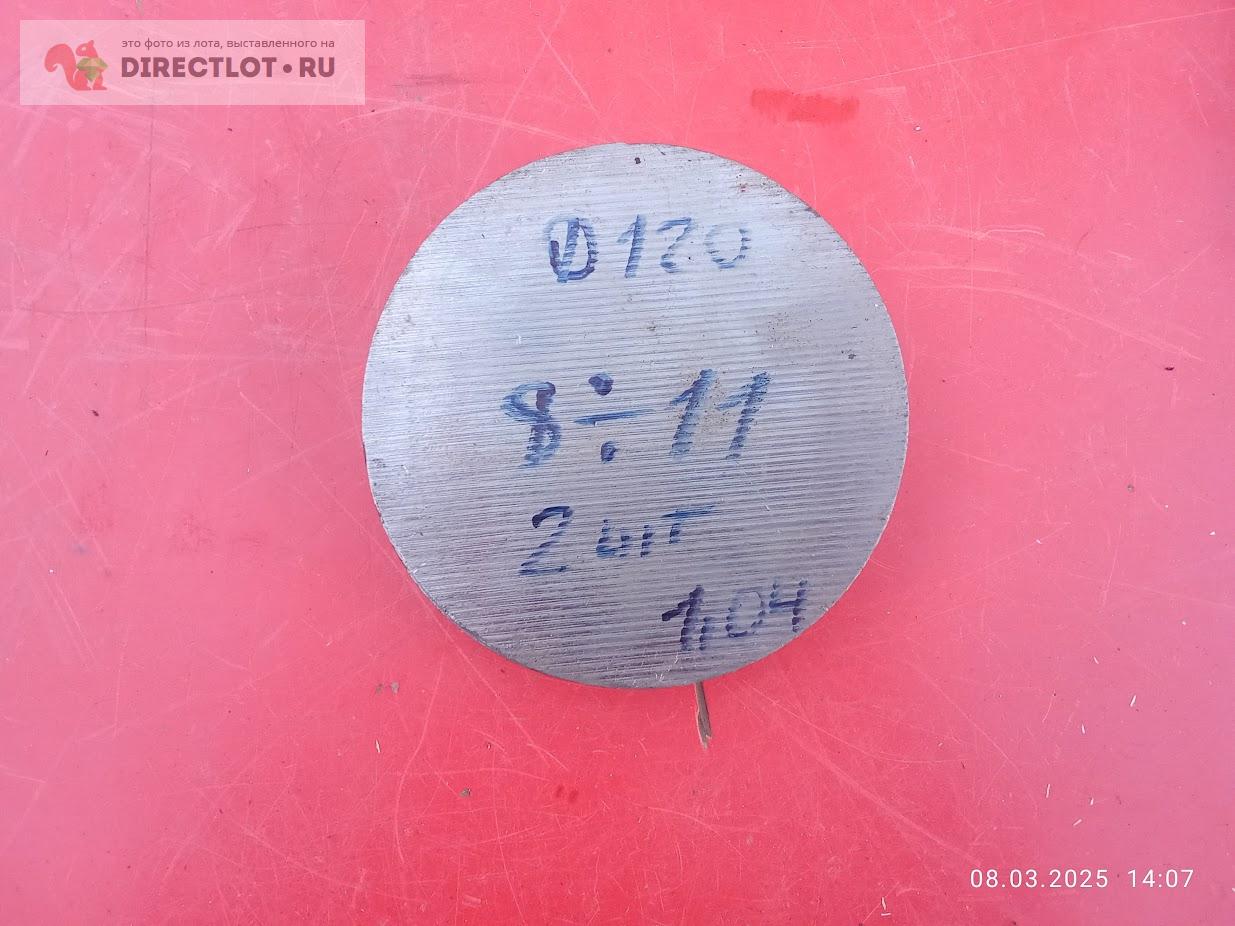 это фото из лота, выставленного на
DIRECTLOT•RU
Ø120
8÷11
2 шт
1,04
08.03.2025 14:07